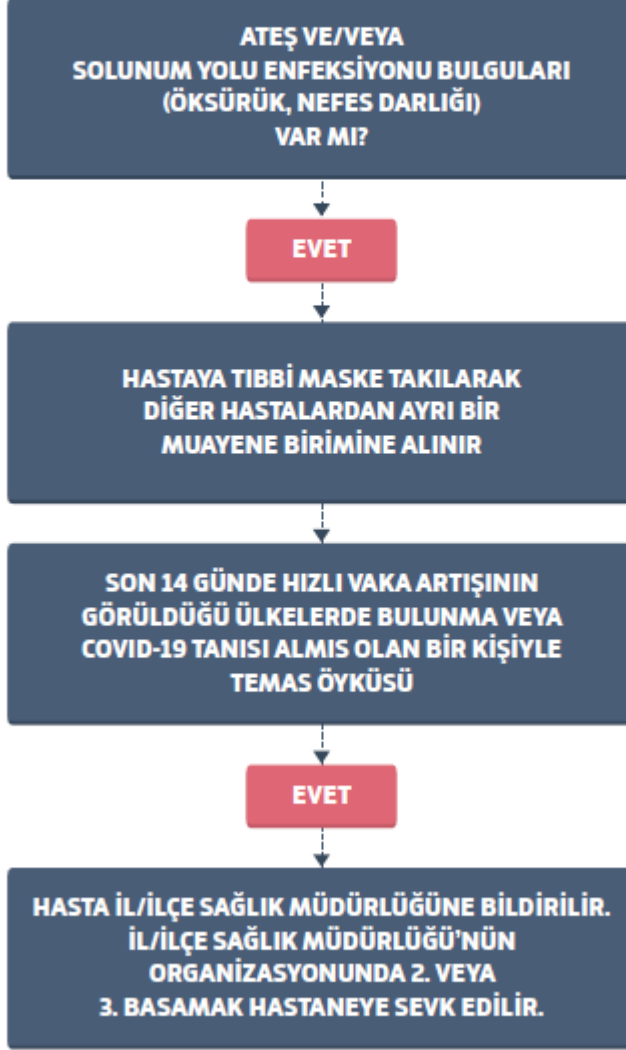 ATEŞ VE/VEYA
SOLUNUM YOLU ENFEKSİYONU BULGULARI
(ÖKSÜRÜK, NEFES DARLIĞI)
VAR MI?
EVET
HASTAYA TIBBİ MASKE TAKILARAK
DİĞER HASTALARDAN AYRI BİR
MUAYENE BİRİMİNE ALINIR
SON 14 GÜNDE HIZLI VAKA ARTIŞININ
GÖRÜLDÜĞÜ ÜLKELERDE BULUNMA VEYA
COVID-19 TANISI ALMIS OLAN BİR KİŞİYLE
TEMAS ÖYKÜSÜ
EVET
HASTA İL/İLÇE SAĞLIK MÜDÜRLÜĞÜNE BİLDİRİLİR.
İL/İLÇE SAĞLIK MÜDÜRLÜĞÜ'NÜN
ORGANİZASYONUNDA 2. VEYA
3. BASAMAK HASTANEYE SEVK EDİLİR.